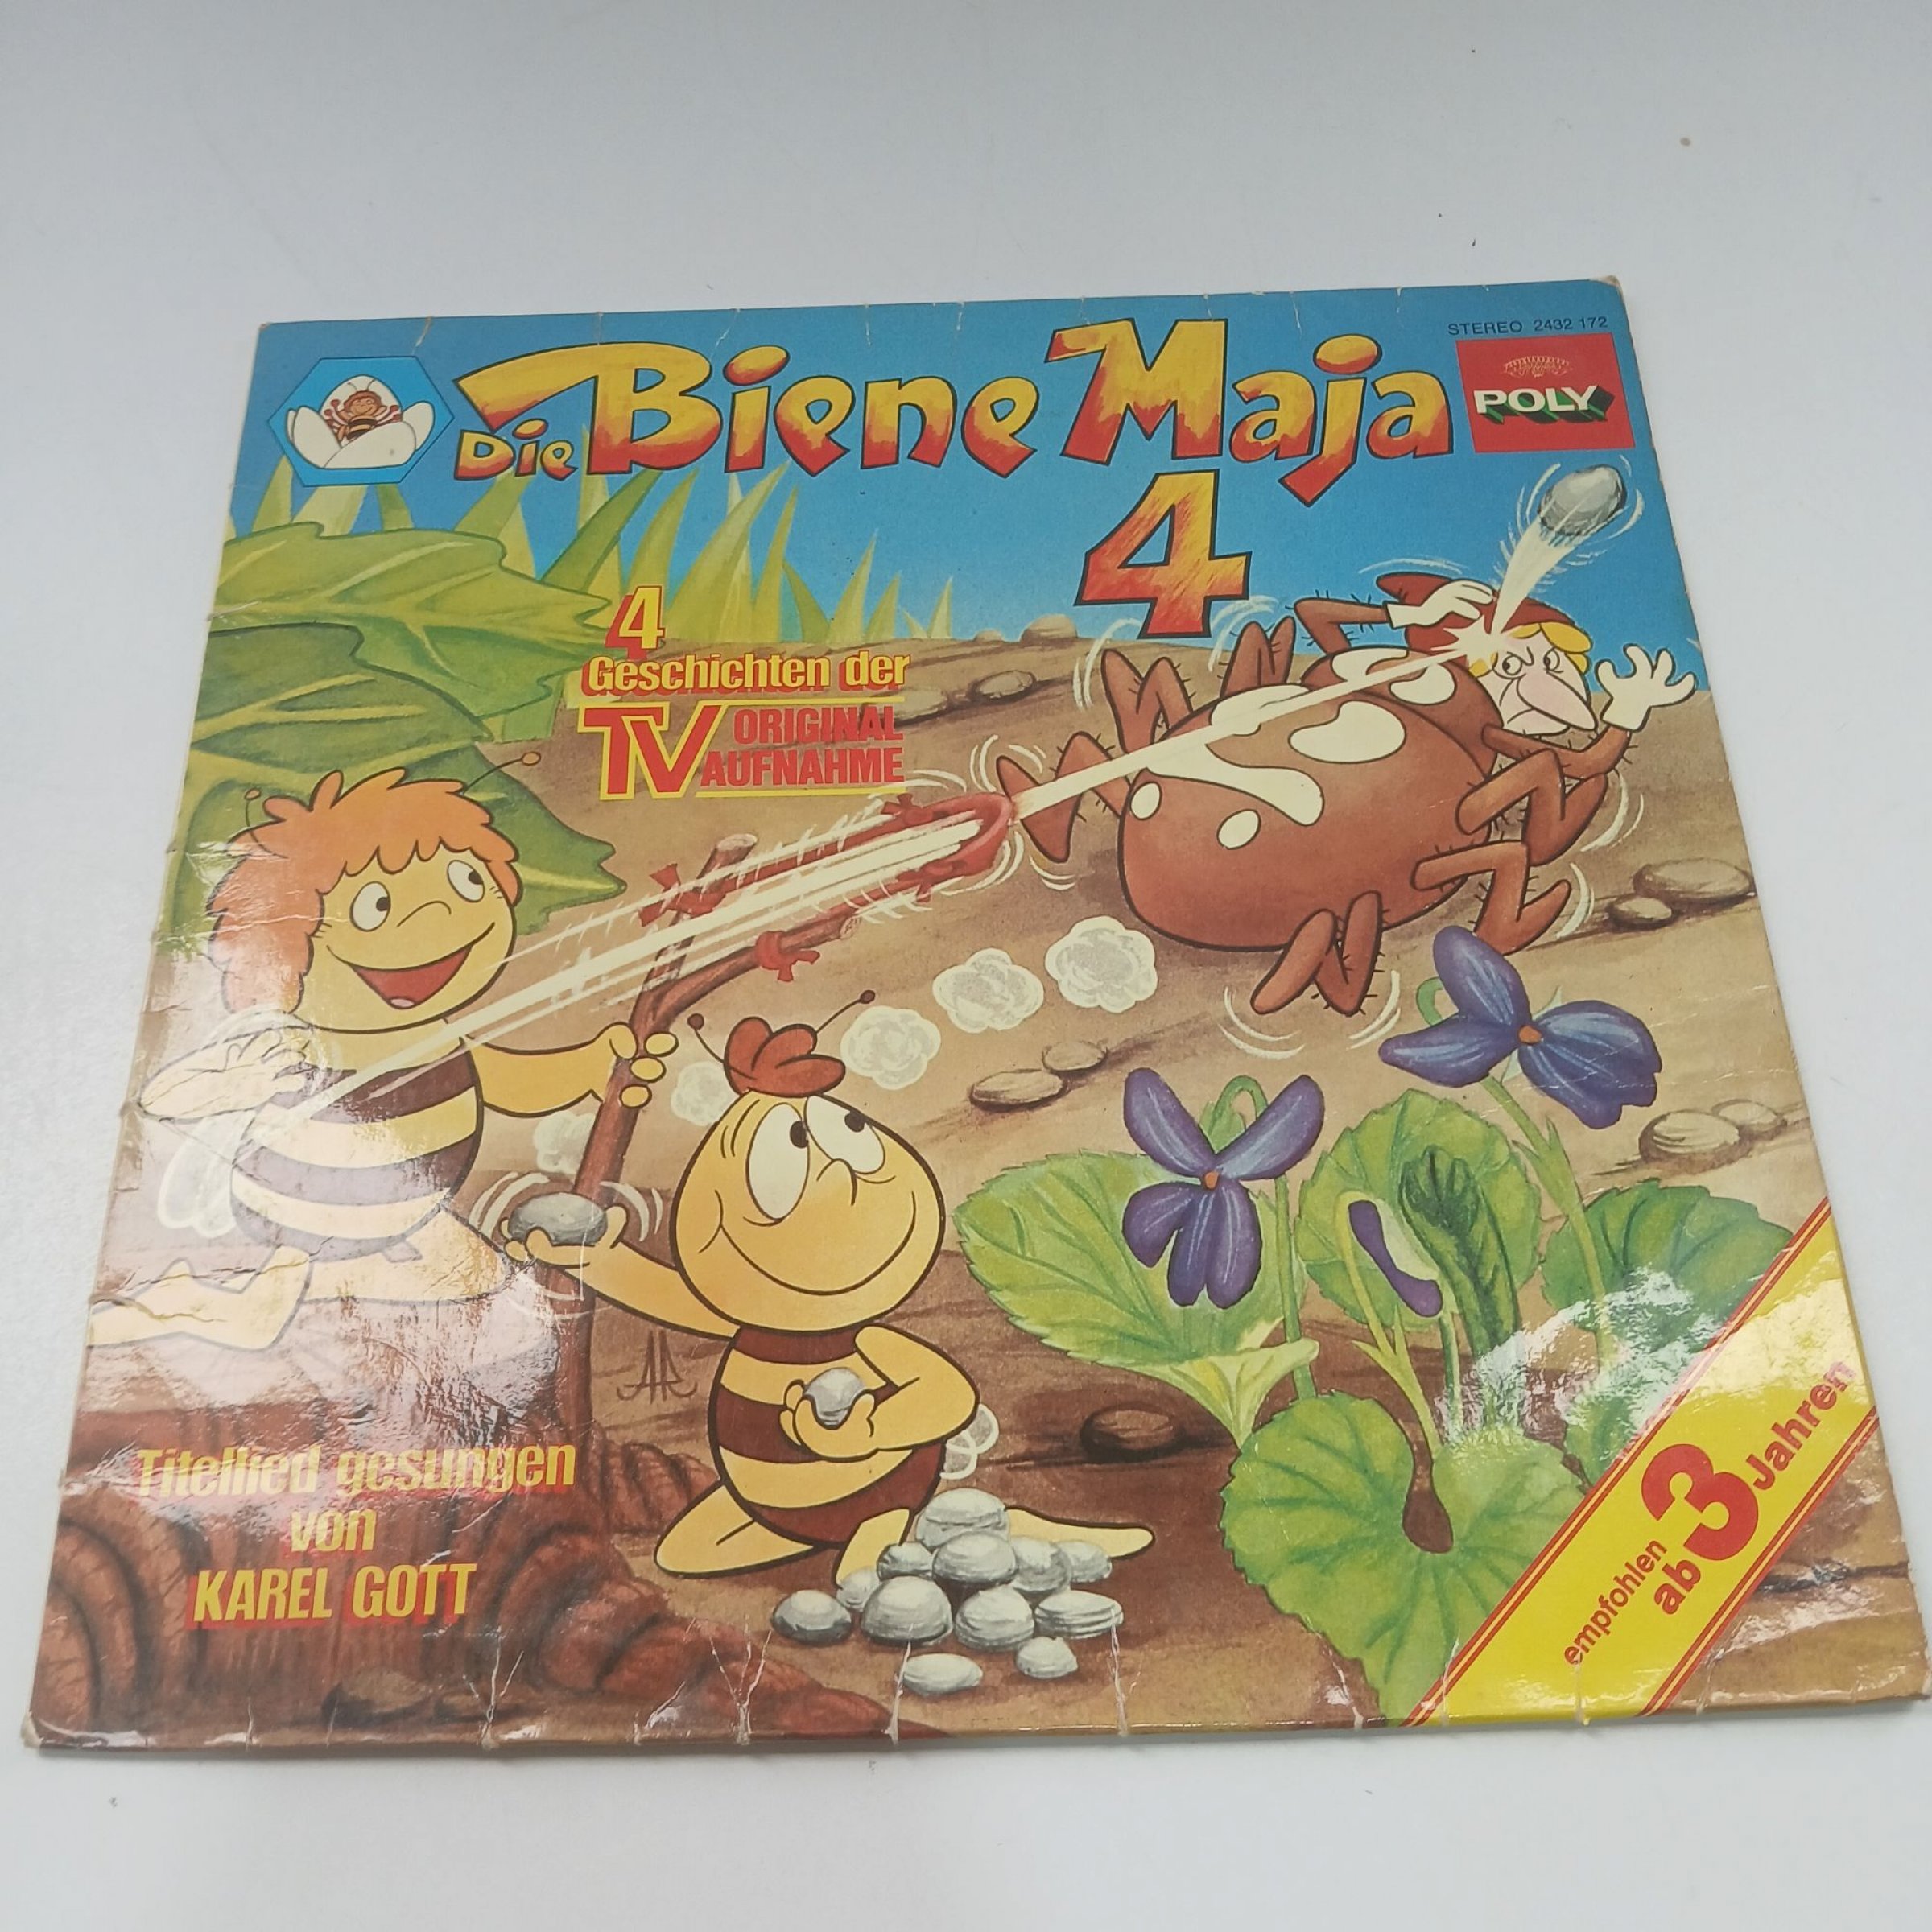 STEREO 2432 172
Die Biene Maja
POLY
4
4
Geschichten der
TV ORIGINAL
AUFNAHME
AR
Titellied gesungen
von
KAREL GOTT
empfohlen
ab 3 Jahren